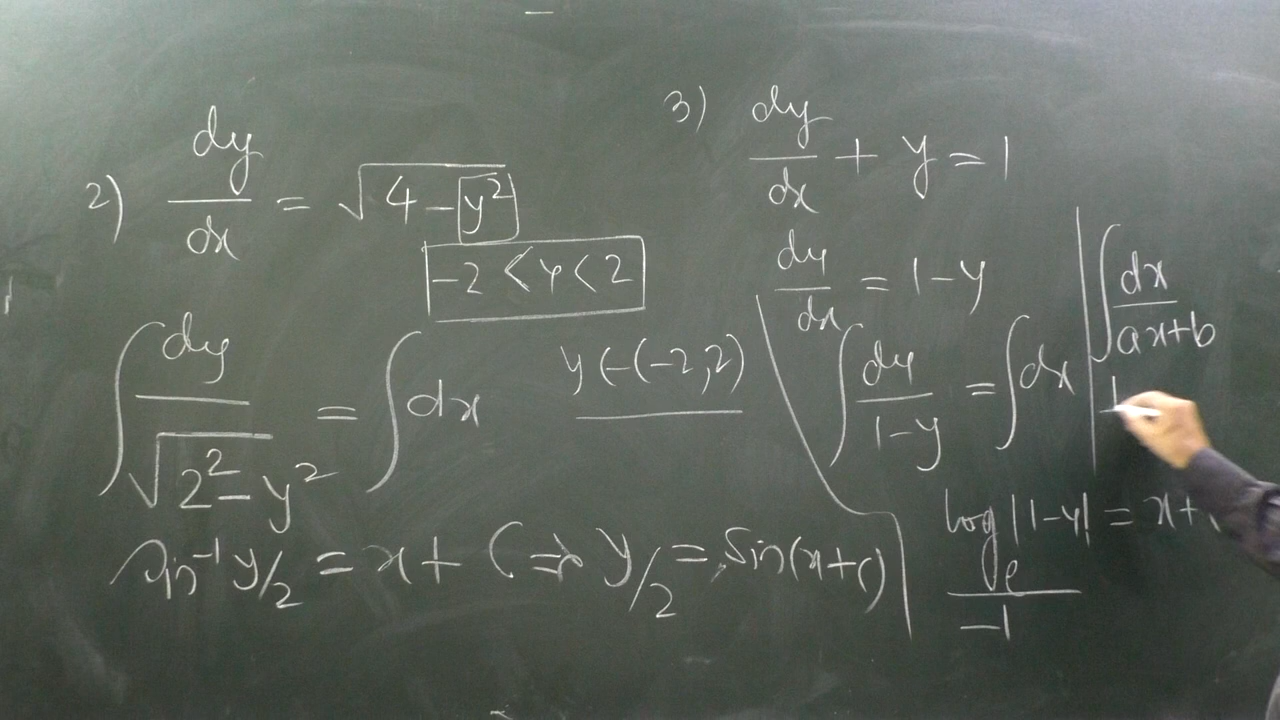 2) dy/dx = √4 − y²
−2 < y < 2
∫ dy/√2² − y² = ∫ dx
y ∈ (−2, 2)
sin⁻¹ y/2 = x + C ⇒ y/2 = Sin(x+c)
3) dy/dx + y = 1
dy/dx = 1 − y
∫ dy/1−y = ∫ dx
log_e |1−y| / −1 = x +
∫ dx/ax+b
1